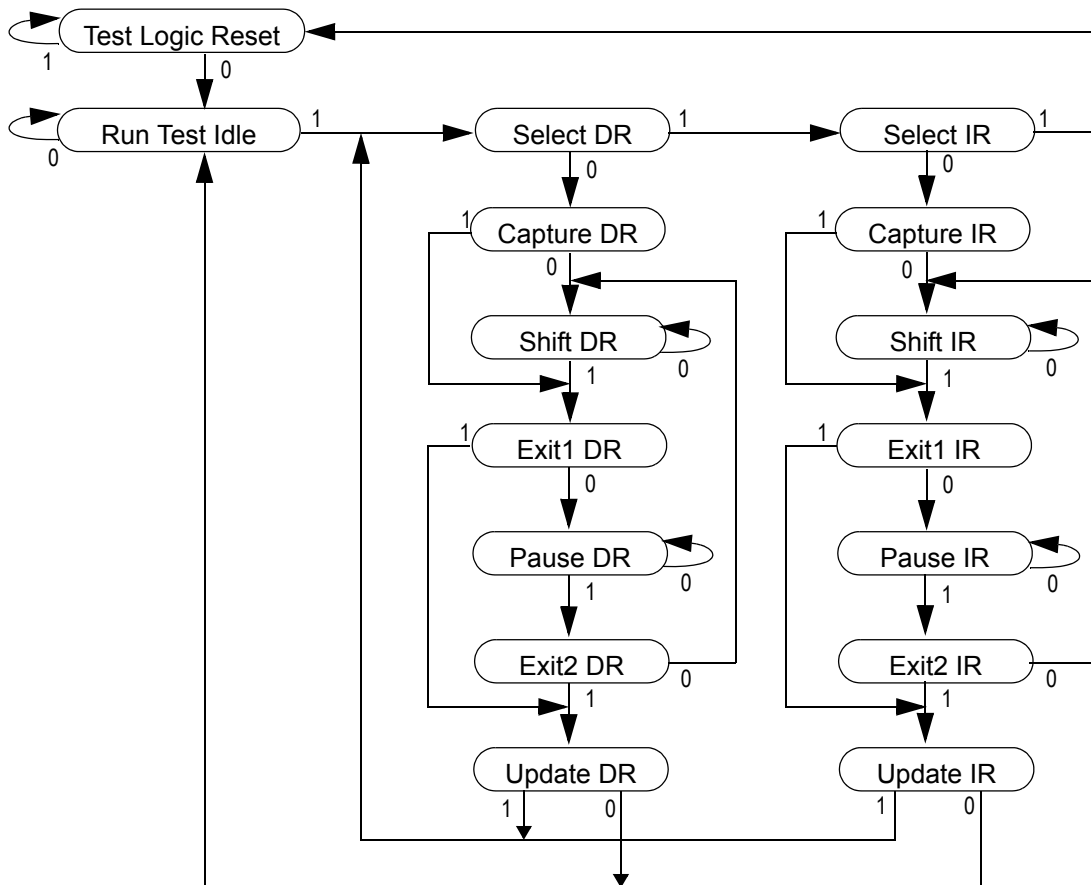 Test Logic Reset
1
0
Run Test Idle
1
0
Select DR
1
0
Select IR
1
0
1
Capture DR
0
1
Capture IR
0
Shift DR
0
1
Shift IR
0
1
1
Exit1 DR
0
1
Exit1 IR
0
Pause DR
0
1
Pause IR
0
1
Exit2 DR
0
1
Exit2 IR
0
1
Update DR
1
0
Update IR
1
0